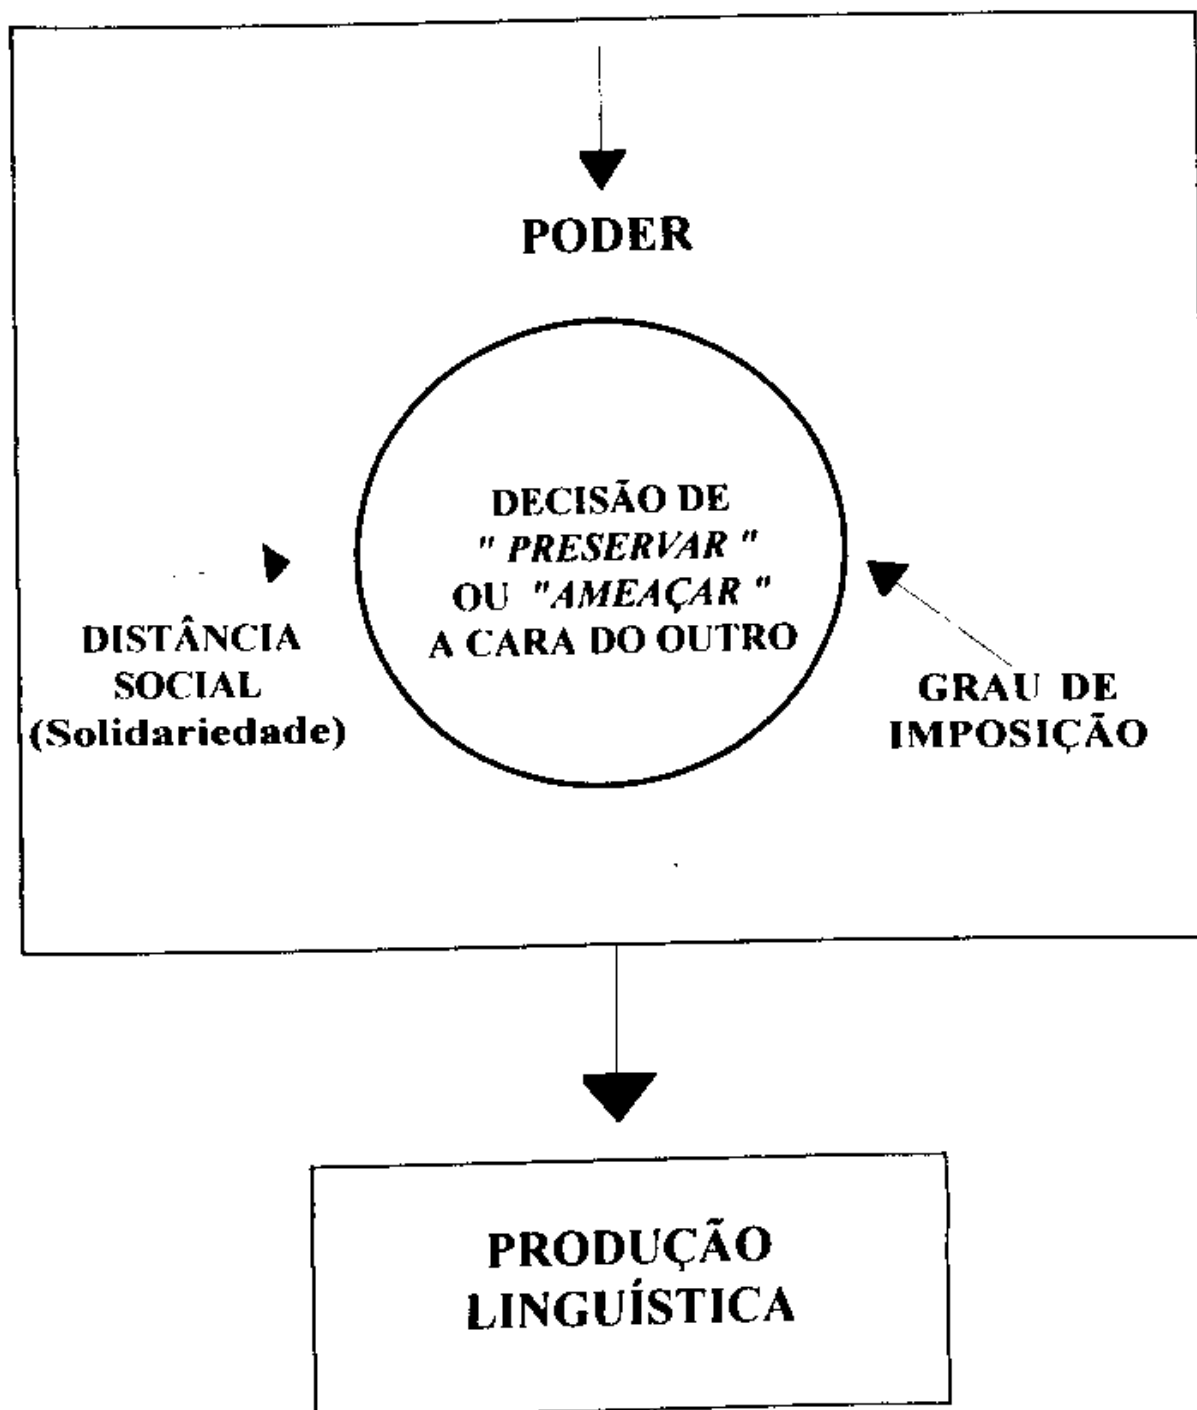 PODER
DECISÃO DE
" PRESERVAR "
OU "AMEAÇAR "
A CARA DO OUTRO
DISTÂNCIA
SOCIAL
(Solidariedade)
GRAU DE
IMPOSIÇÃO
PRODUÇÃO
LINGUÍSTICA